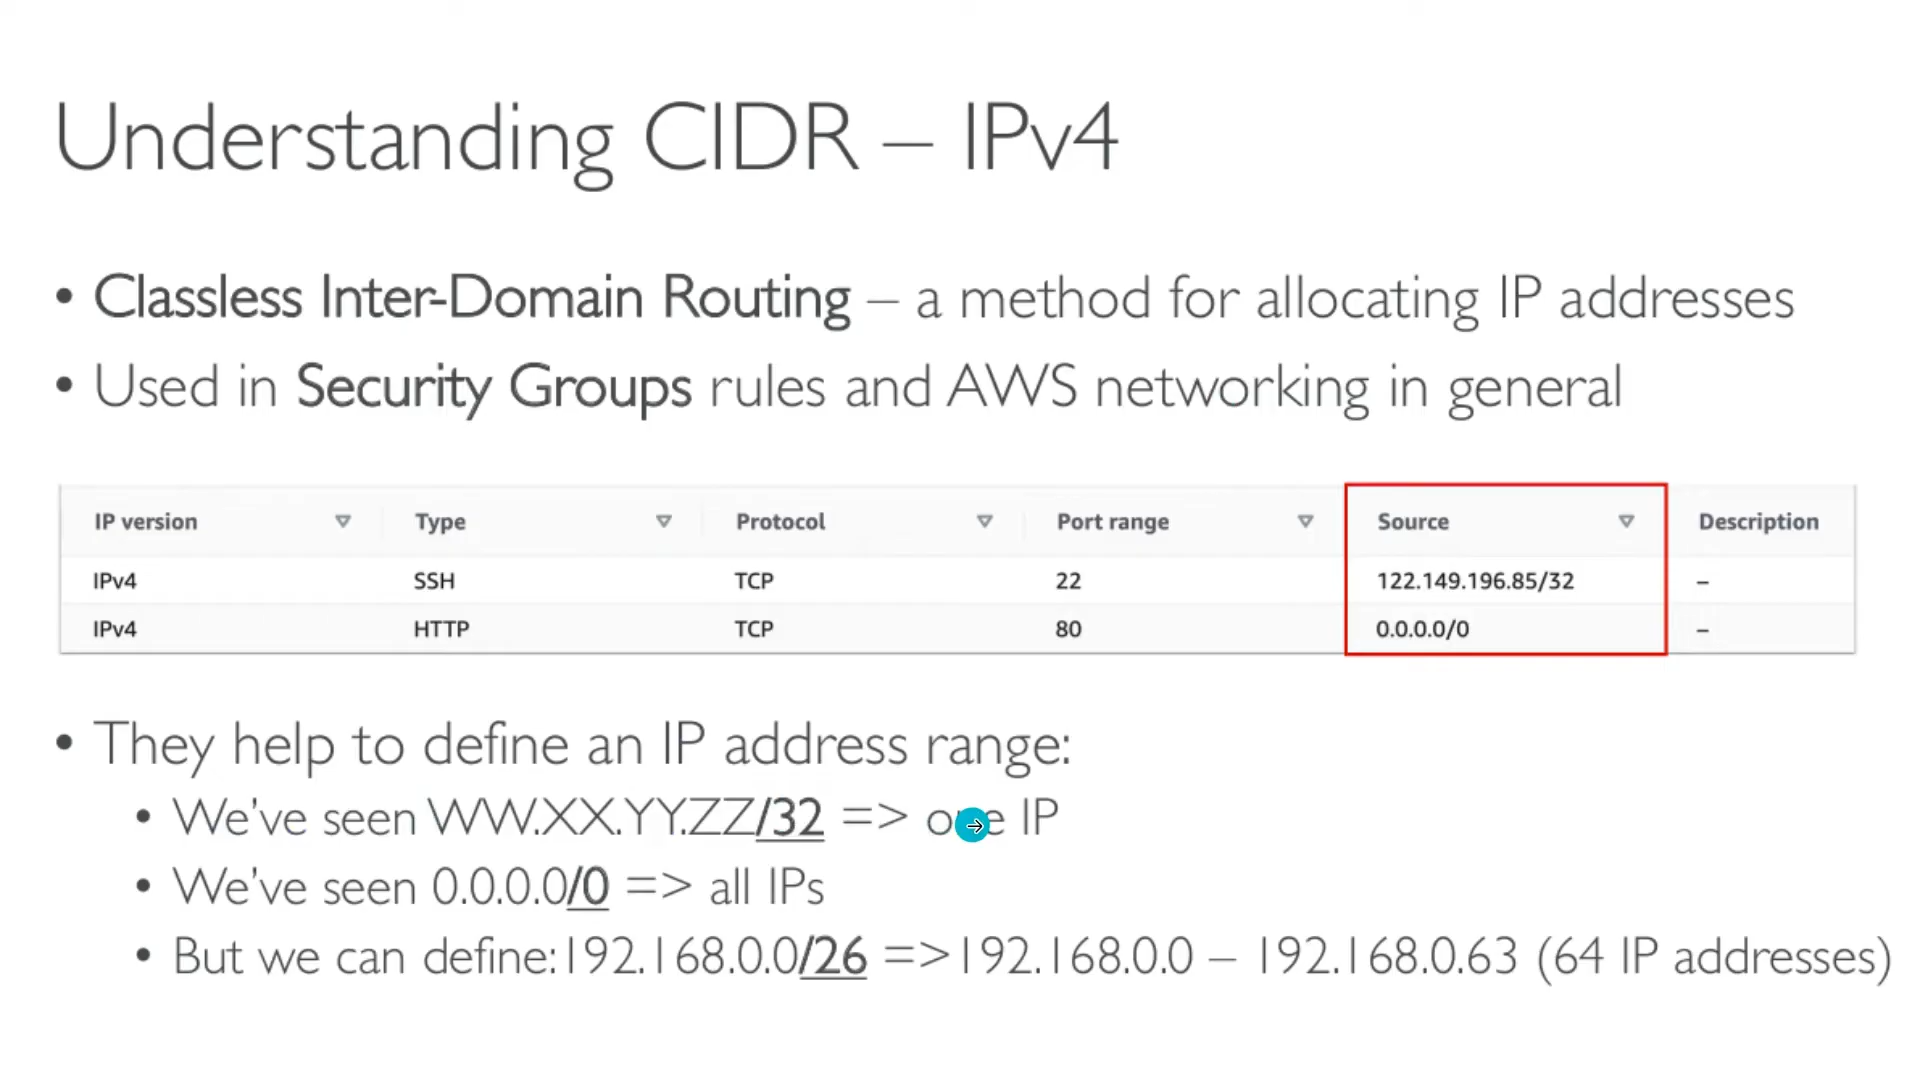 Understanding CIDR – IPv4
• Classless Inter-Domain Routing – a method for allocating IP addresses
• Used in Security Groups rules and AWS networking in general
IP version Type Protocol Port range Source Description
IPv4 SSH TCP 22 122.149.196.85/32 –
IPv4 HTTP TCP 80 0.0.0.0/0 –
• They help to define an IP address range:
• We've seen WW.XX.YY.ZZ/32 => one IP
• We've seen 0.0.0.0/0 => all IPs
• But we can define:192.168.0.0/26 =>192.168.0.0 – 192.168.0.63 (64 IP addresses)